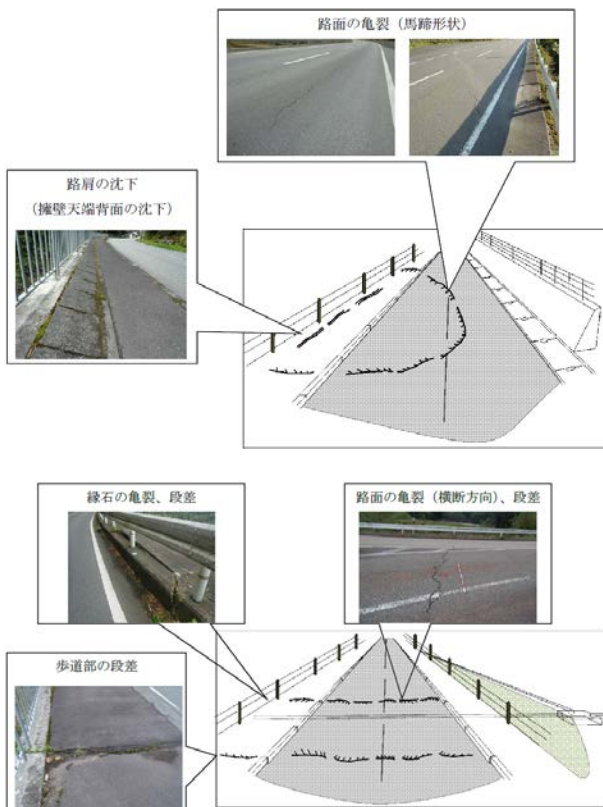 路面の亀裂（馬蹄形状）
路肩の沈下
（擁壁天端背面の沈下）
縁石の亀裂、段差
路面の亀裂（横断方向）、段差
歩道部の段差